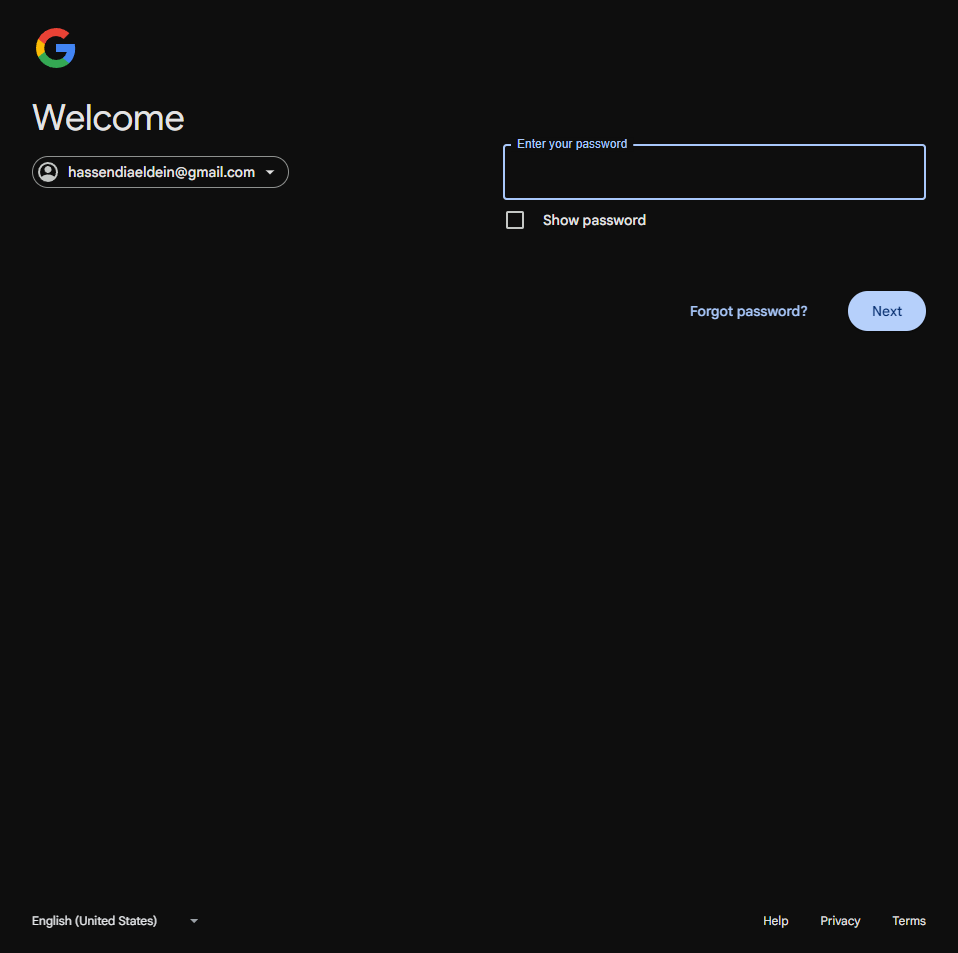 Welcome
hassendiaeldein@gmail.com
Enter your password
Show password
Forgot password?
Next
English (United States)
Help
Privacy
Terms